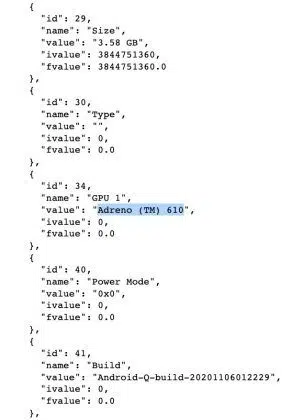 {
"id": 29,
"name": "Size",
"value": "3.58 GB",
"ivalue": 3844751360,
"fvalue": 3844751360.0
},
{
"id": 30,
"name": "Type",
"value": "",
"ivalue": 0,
"fvalue": 0.0
},
{
"id": 34,
"name": "GPU 1",
"value": "Adreno (TM) 610",
"ivalue": 0,
"fvalue": 0.0
},
{
"id": 40,
"name": "Power Mode",
"value": "0x0",
"ivalue": 0,
"fvalue": 0.0
},
{
"id": 41,
"name": "Build",
"value": "Android-Q-build-20201106012229",
"ivalue": 0,
"fvalue": 0.0
},